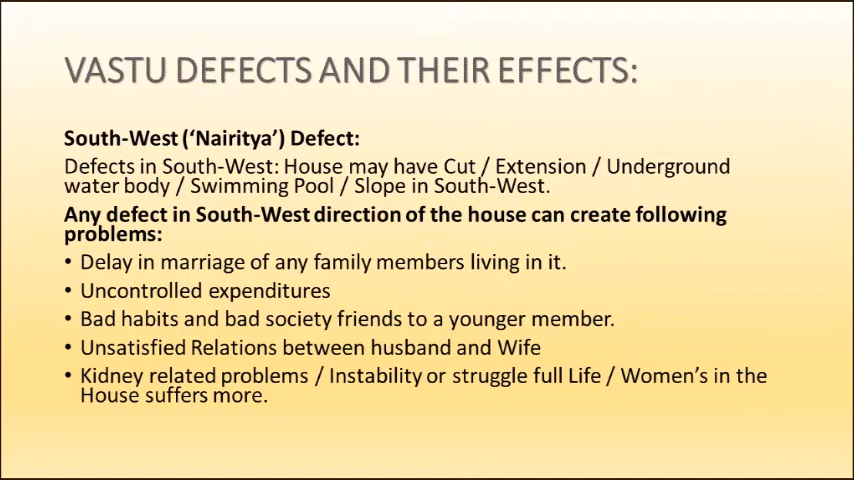 VASTU DEFECTS AND THEIR EFFECTS:
South-West (‘Nairitya’) Defect:
Defects in South-West: House may have Cut / Extension / Underground
water body / Swimming Pool / Slope in South-West.
Any defect in South-West direction of the house can create following
problems:
• Delay in marriage of any family members living in it.
• Uncontrolled expenditures
• Bad habits and bad society friends to a younger member.
• Unsatisfied Relations between husband and Wife
• Kidney related problems / Instability or struggle full Life / Women’s in the
House suffers more.